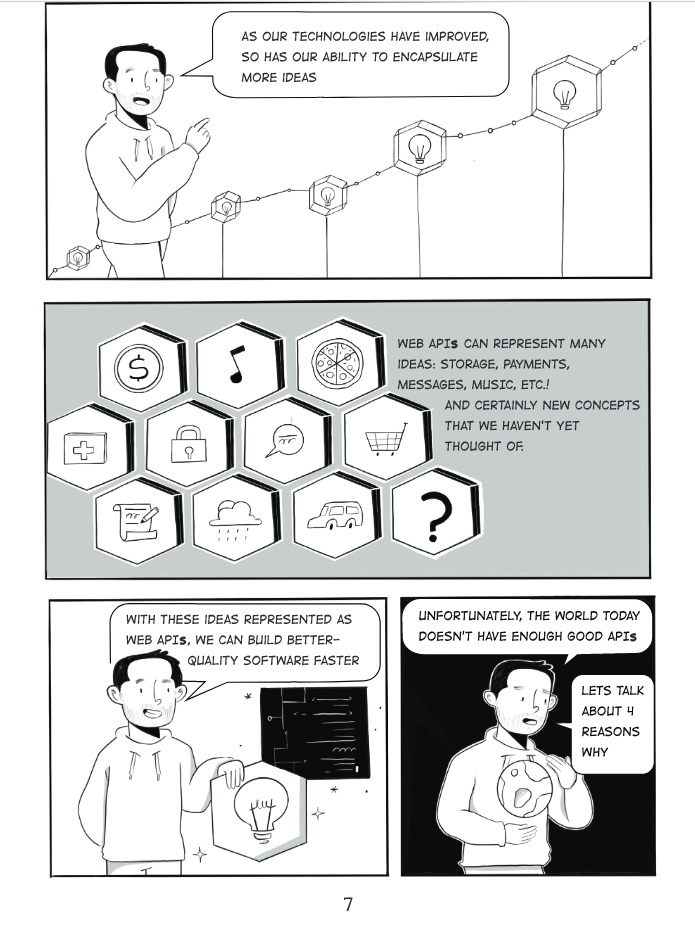 AS OUR TECHNOLOGIES HAVE IMPROVED,
SO HAS OUR ABILITY TO ENCAPSULATE
MORE IDEAS
WEB APIs CAN REPRESENT MANY
IDEAS: STORAGE, PAYMENTS,
MESSAGES, MUSIC, ETC.!
AND CERTAINLY NEW CONCEPTS
THAT WE HAVEN'T YET
THOUGHT OF.
$
?
WITH THESE IDEAS REPRESENTED AS
WEB APIs, WE CAN BUILD BETTER-
QUALITY SOFTWARE FASTER
UNFORTUNATELY, THE WORLD TODAY
DOESN'T HAVE ENOUGH GOOD APIs
LETS TALK
ABOUT 4
REASONS
WHY
7